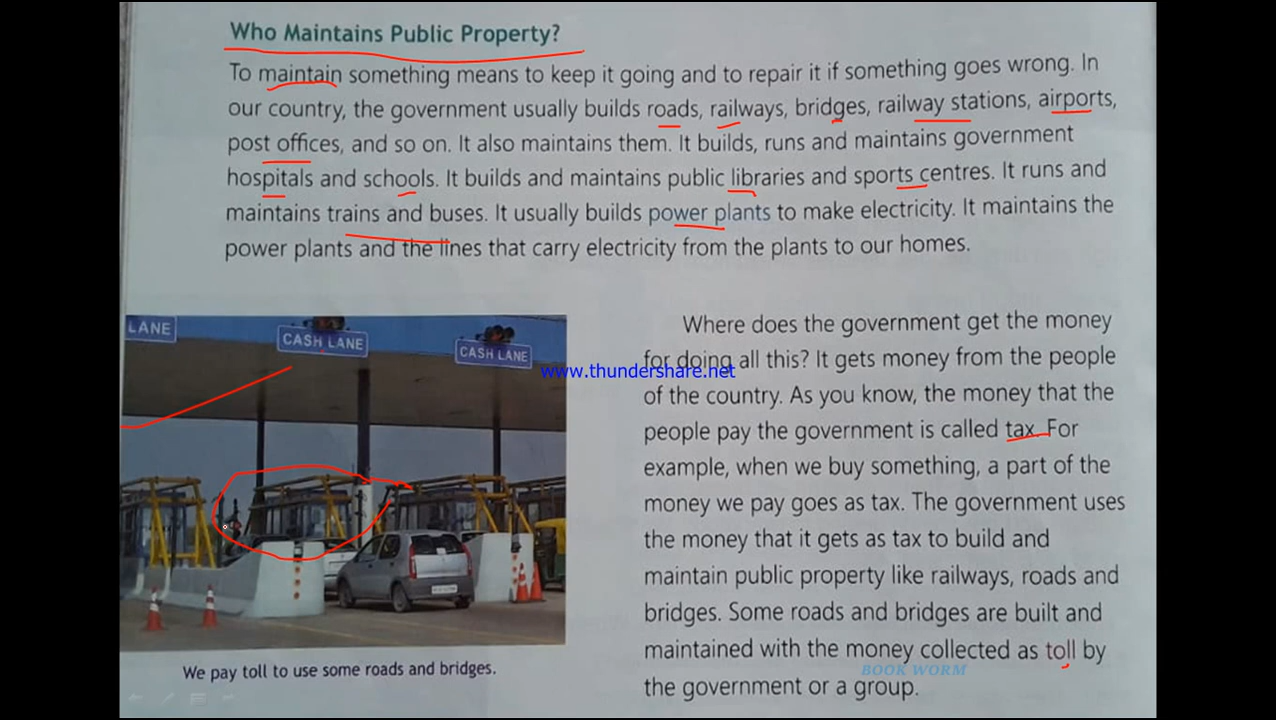 Who Maintains Public Property?
To maintain something means to keep it going and to repair it if something goes wrong. In
our country, the government usually builds roads, railways, bridges, railway stations, airports,
post offices, and so on. It also maintains them. It builds, runs and maintains government
hospitals and schools. It builds and maintains public libraries and sports centres. It runs and
maintains trains and buses. It usually builds power plants to make electricity. It maintains the
power plants and the lines that carry electricity from the plants to our homes.
LANE
CASH LANE
CASH LANE
We pay toll to use some roads and bridges.
Where does the government get the money
for doing all this? It gets money from the people
www.thundershare.net
of the country. As you know, the money that the
people pay the government is called tax. For
example, when we buy something, a part of the
money we pay goes as tax. The government uses
the money that it gets as tax to build and
maintain public property like railways, roads and
bridges. Some roads and bridges are built and
maintained with the money collected as toll by
BOOK WORM
the government or a group.